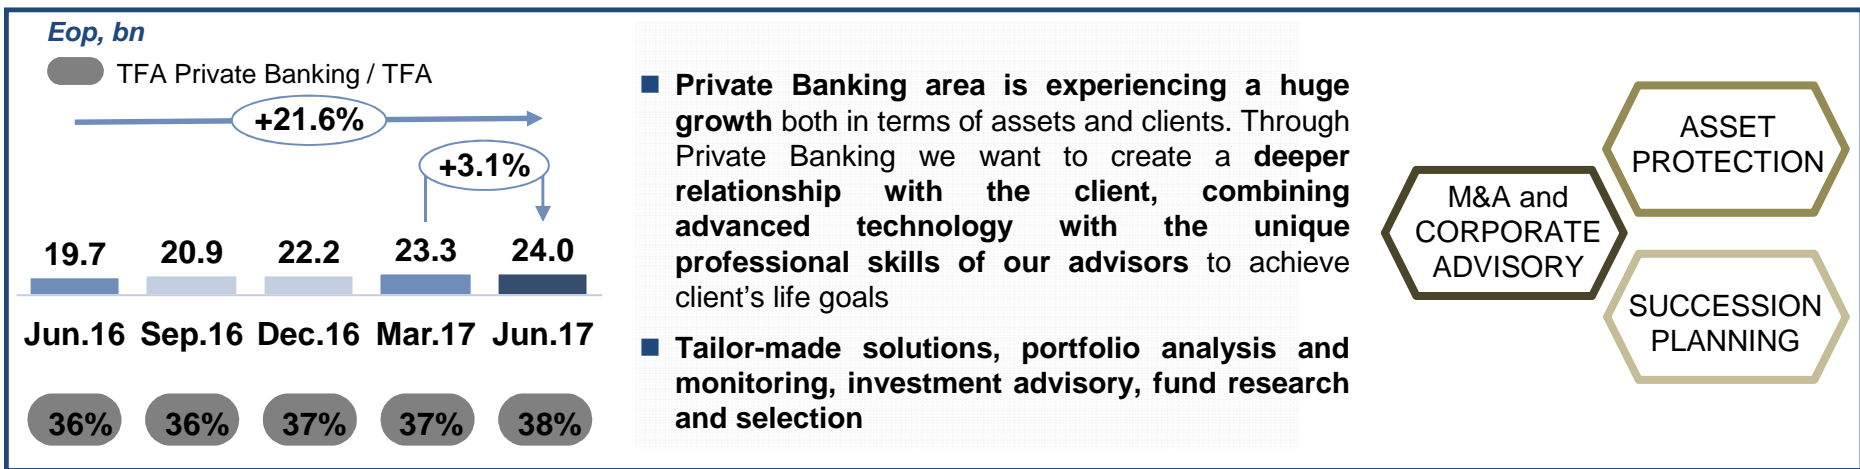 Eop, bn
TFA Private Banking / TFA
+21.6%
+3.1%
19.7 20.9 22.2 23.3 24.0
Jun.16 Sep.16 Dec.16 Mar.17 Jun.17
36% 36% 37% 37% 38%
Private Banking area is experiencing a huge
growth both in terms of assets and clients. Through
Private Banking we want to create a deeper
relationship with the client, combining
advanced technology with the unique
professional skills of our advisors to achieve
client’s life goals
Tailor-made solutions, portfolio analysis and
monitoring, investment advisory, fund research
and selection
M&A and
CORPORATE
ADVISORY
ASSET
PROTECTION
SUCCESSION
PLANNING